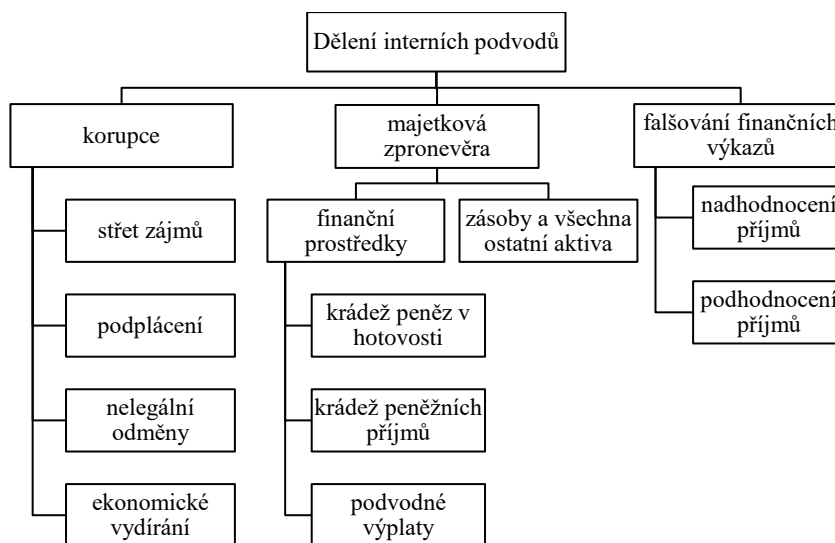 Dělení interních podvodů
korupce
majetková
zpronevěra
falšování finančních
výkazů
střet zájmů
podplácení
nelegální
odměny
ekonomické
vydírání
finanční
prostředky
zásoby a všechna
ostatní aktiva
krádež peněz v
hotovosti
krádež peněžních
příjmů
podvodné
výplaty
nadhodnocení
příjmů
podhodnocení
příjmů